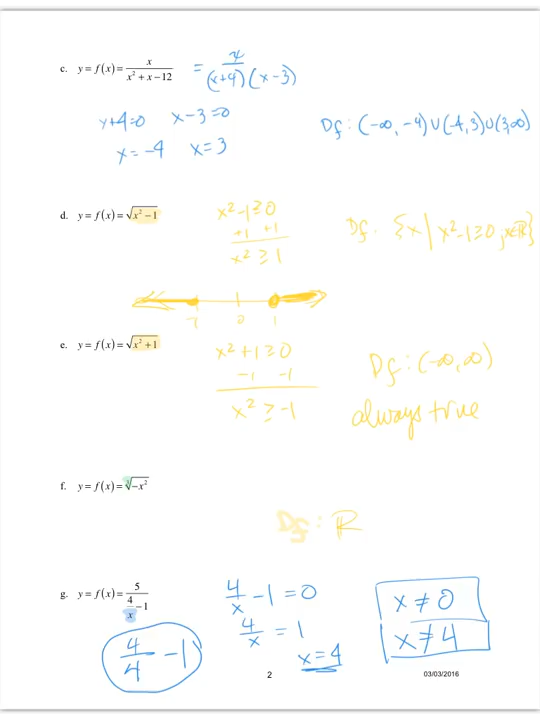 c. y = f(x) = x / (x² + x − 12) = x / ((x+4)(x−3))
x+4=0 x−3=0 Df: (−∞, −4) ∪ (−4, 3) ∪ (3, ∞)
x = −4 x = 3
d. y = f(x) = √(x² − 1) x² − 1 ≥ 0 Df: {x | x² − 1 ≥ 0, x∈ℝ}
+1 +1
x² ≥ 1
0 1
e. y = f(x) = √(x² + 1) x² + 1 ≥ 0 Df: (−∞, ∞)
−1 −1
x² ≥ −1 always true
f. y = f(x) = ∛(−x²)
Df: ℝ
g. y = f(x) = 5 / (4/x − 1) 4/x − 1 = 0 x ≠ 0
4/x = 1 x ≠ 4
4/4 − 1 x = 4
2 03/03/2016